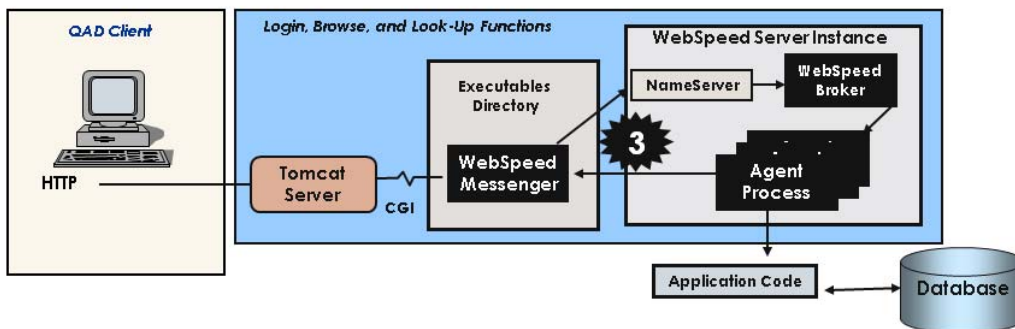 QAD Client
HTTP
Login, Browse, and Look-Up Functions
Tomcat
Server
CGI
Executables
Directory
WebSpeed
Messenger
3
WebSpeed Server Instance
NameServer
WebSpeed
Broker
Agent
Process
Application Code
Database